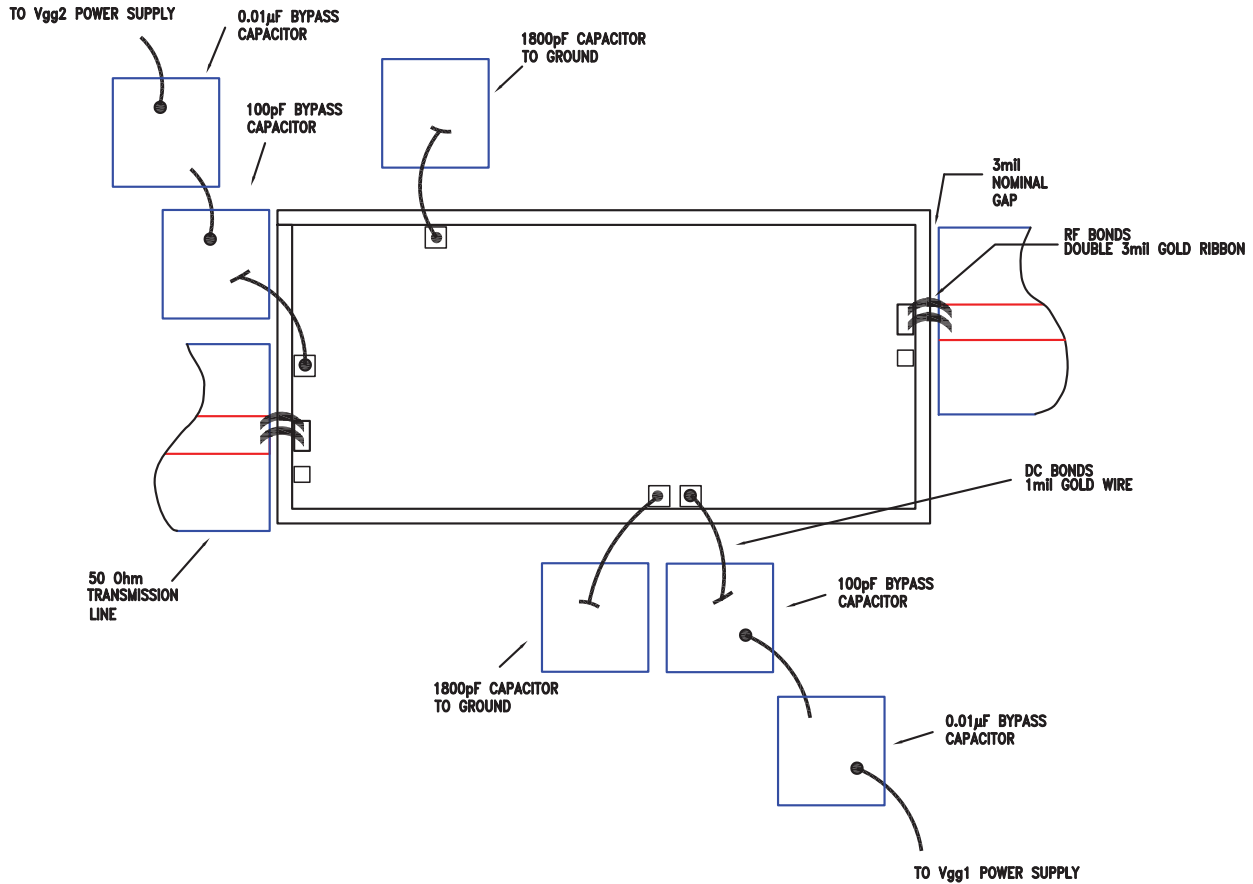 TO Vgg2 POWER SUPPLY
0.01µF BYPASS
CAPACITOR
1800pF CAPACITOR
TO GROUND
100pF BYPASS
CAPACITOR
3mil
NOMINAL
GAP
RF BONDS
DOUBLE 3mil GOLD RIBBON
DC BONDS
1mil GOLD WIRE
50 Ohm
TRANSMISSION
LINE
100pF BYPASS
CAPACITOR
1800pF CAPACITOR
TO GROUND
0.01µF BYPASS
CAPACITOR
TO Vgg1 POWER SUPPLY